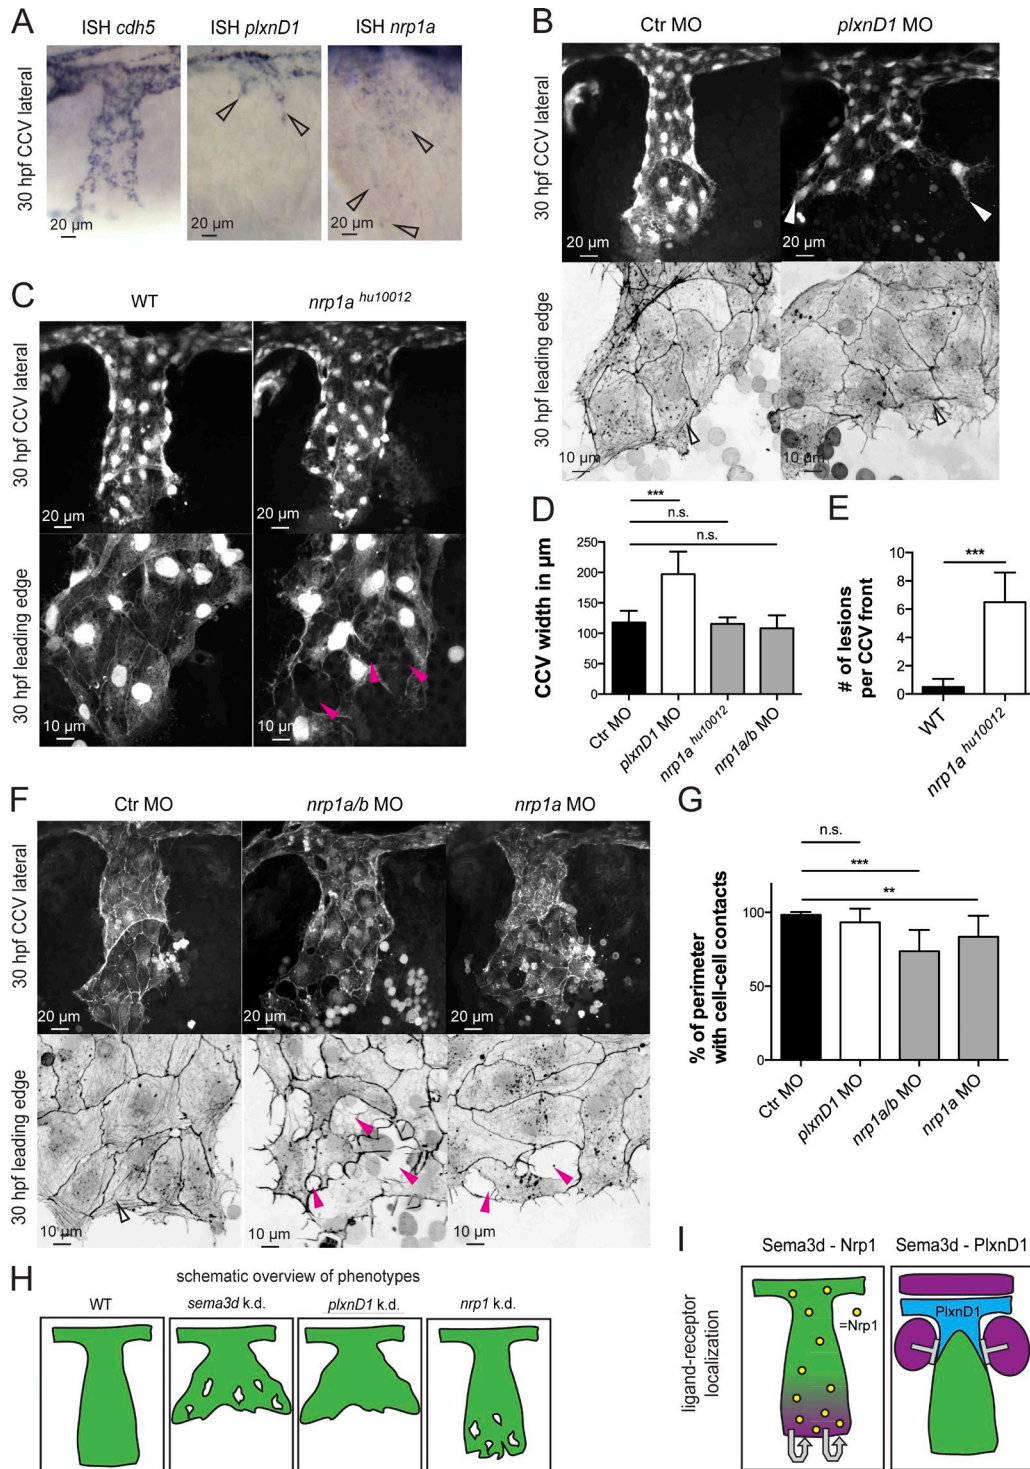 A
ISH cdh5
ISH plxnD1
ISH nrp1a
30 hpf CCV lateral
20 µm
20 µm
20 µm
B
Ctr MO
plxnD1 MO
30 hpf CCV lateral
20 µm
20 µm
30 hpf leading edge
10 µm
10 µm
C
WT
nrp1a hu10012
30 hpf CCV lateral
20 µm
20 µm
30 hpf leading edge
10 µm
10 µm
D
***
n.s.
n.s.
CCV width in µm
250
200
150
100
50
0
Ctr MO
plxnD1 MO
nrp1a hu10012
nrp1a/b MO
E
***
# of lesions
per CCV front
10
8
6
4
2
0
WT
nrp1a hu10012
F
Ctr MO
nrp1a/b MO
nrp1a MO
30 hpf CCV lateral
20 µm
20 µm
20 µm
30 hpf leading edge
10 µm
10 µm
10 µm
G
n.s.
***
**
% of perimeter
with cell-cell contacts
100
50
0
Ctr MO
plxnD1 MO
nrp1a/b MO
nrp1a MO
H
schematic overview of phenotypes
WT
sema3d k.d.
plxnD1 k.d.
nrp1 k.d.
I
Sema3d - Nrp1
Sema3d - PlxnD1
ligand-receptor
localization
=Nrp1
PlxnD1